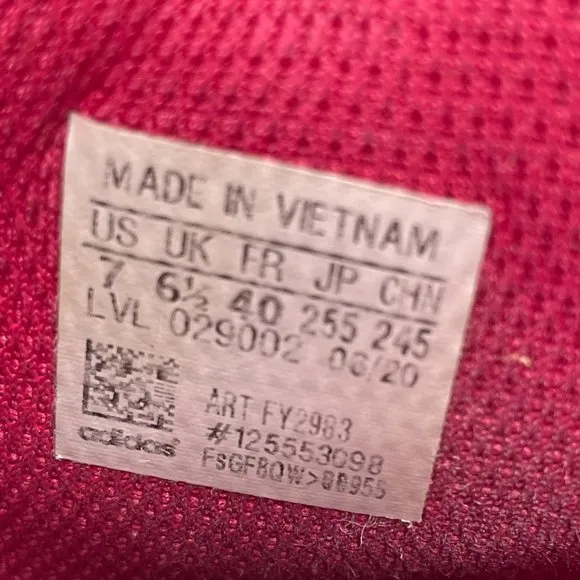 MADE IN VIETNAM
US UK FR JP CHN
7 6½ 40 255 245
LVL 029002 06/20
ART FY2983
#125553098
adidas